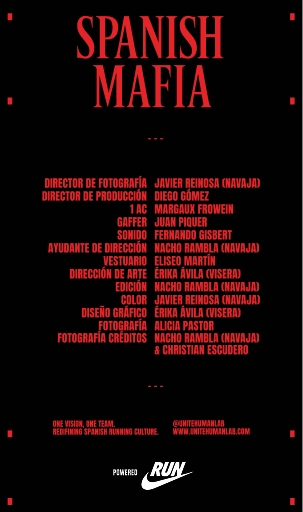 SPANISH
MAFIA
---
DIRECTOR DE FOTOGRAFÍA JAVIER REINOSA (NAVAJA)
DIRECTOR DE PRODUCCIÓN DIEGO GÓMEZ
1 AC MARGAUX FROWEIN
GAFFER JUAN PIQUER
SONIDO FERNANDO GISBERT
AYUDANTE DE DIRECCIÓN NACHO RAMBLA (NAVAJA)
VESTUARIO ELISEO MARTÍN
DIRECCIÓN DE ARTE ÉRIKA ÁVILA (VISERA)
EDICIÓN NACHO RAMBLA (NAVAJA)
COLOR JAVIER REINOSA (NAVAJA)
DISEÑO GRÁFICO ÉRIKA ÁVILA (VISERA)
FOTOGRAFÍA ALICIA PASTOR
FOTOGRAFÍA CRÉDITOS NACHO RAMBLA (NAVAJA)
& CHRISTIAN ESCUDERO
---
ONE VISION, ONE TEAM. @UNITEHUMANLAB
REDIFINING SPANISH RUNNING CULTURE. WWW.UNITEHUMANLAB.COM
POWERED RUN